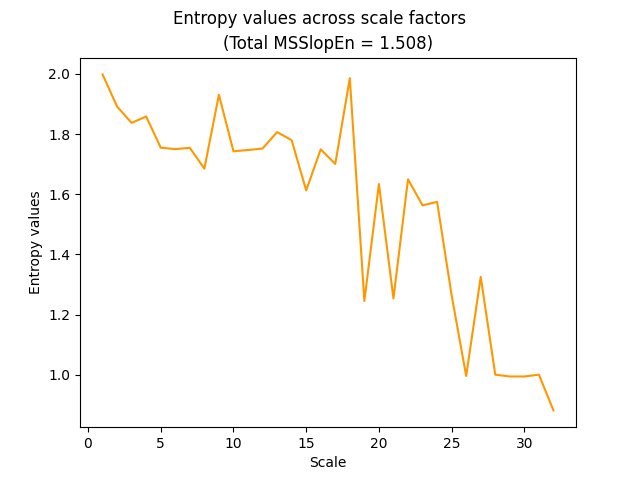 Entropy values across scale factors
(Total MSSlopEn = 1.508)
2.0
1.8
1.6
1.4
1.2
1.0
Entropy values
0 5 10 15 20 25 30
Scale